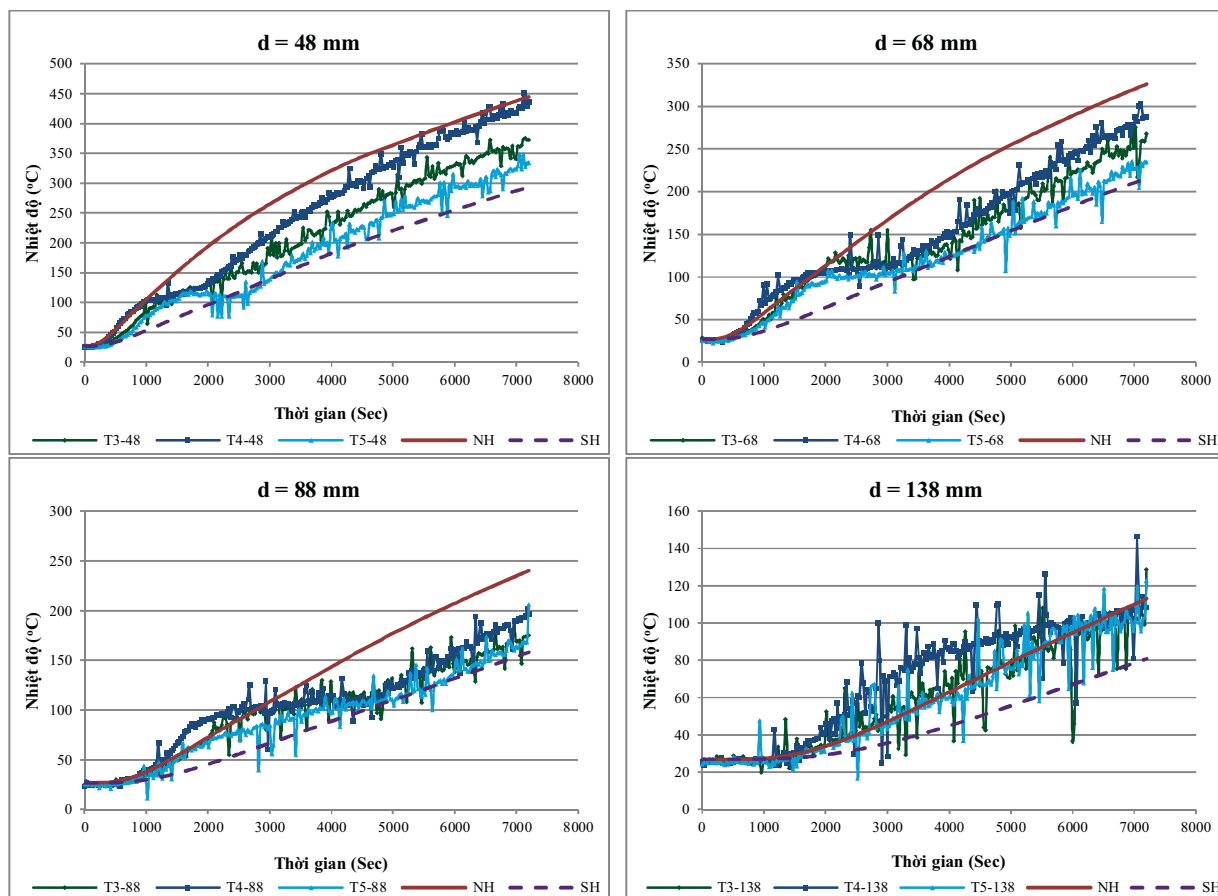 d = 48 mm
Nhiệt độ (°C)
500
450
400
350
300
250
200
150
100
50
0
0 1000 2000 3000 4000 5000 6000 7000 8000
Thời gian (Sec)
T3-48 T4-48 T5-48 NH SH
d = 68 mm
Nhiệt độ (°C)
350
300
250
200
150
100
50
0
0 1000 2000 3000 4000 5000 6000 7000 8000
Thời gian (Sec)
T3-68 T4-68 T5-68 NH SH
d = 88 mm
Nhiệt độ (°C)
300
250
200
150
100
50
0
0 1000 2000 3000 4000 5000 6000 7000 8000
Thời gian (Sec)
T3-88 T4-88 T5-88 NH SH
d = 138 mm
Nhiệt độ (°C)
160
140
120
100
80
60
40
20
0
0 1000 2000 3000 4000 5000 6000 7000 8000
Thời gian (Sec)
T3-138 T4-138 T5-138 NH SH